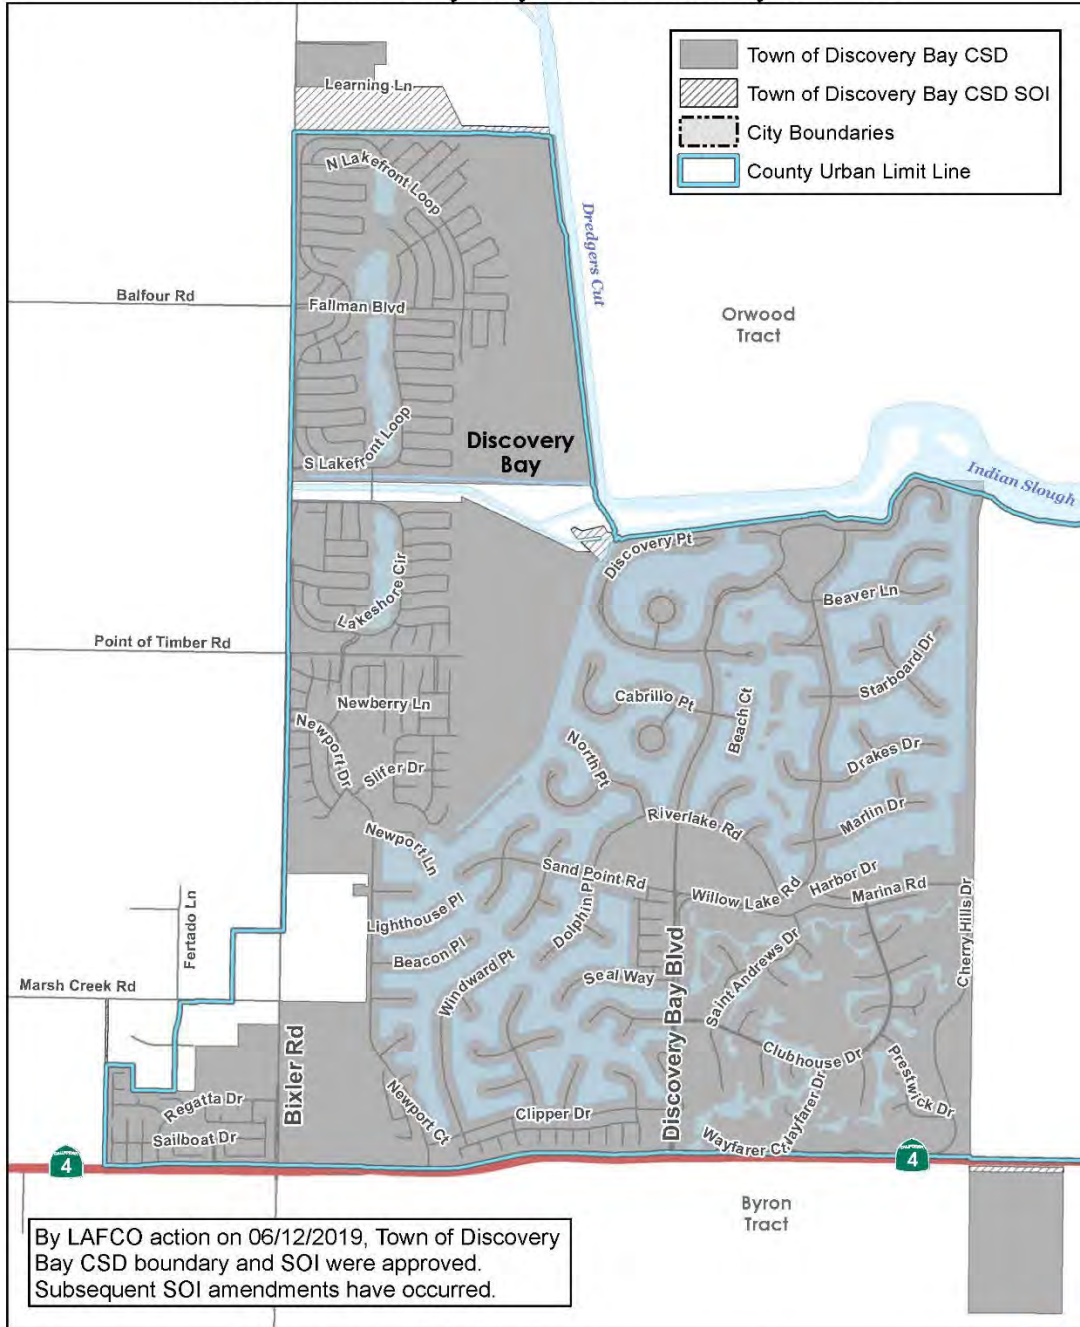 Town of Discovery Bay CSD
Town of Discovery Bay CSD SOI
City Boundaries
County Urban Limit Line
Learning Ln
N Lakefront Loop
Dredgers Cut
Balfour Rd
Fallman Blvd
Orwood
Tract
S Lakefront Loop
Discovery
Bay
Indian Slough
Discovery Pt
Lakeshore Cir
Beaver Ln
Point of Timber Rd
Starboard Dr
Newberry Ln
Cabrillo Pt
Beach Ct
Newport Dr
North Pt
Slifer Dr
Drakes Dr
Riverlake Rd
Marlin Dr
Newport Ln
Sand Point Rd
Harbor Dr
Willow Lake Rd
Marina Rd
Fertado Ln
Lighthouse Pl
Dolphin Pl
Cherry Hills Dr
Beacon Pl
Windward Pt
Seal Way
Saint Andrews Dr
Marsh Creek Rd
Discovery Bay Blvd
Bixler Rd
Clubhouse Dr
Prestwick Dr
Regatta Dr
Newport Ct
Clipper Dr
Wayfarer Dr
Sailboat Dr
Wayfarer Ct
4
4
Byron
Tract
By LAFCO action on 06/12/2019, Town of Discovery
Bay CSD boundary and SOI were approved.
Subsequent SOI amendments have occurred.